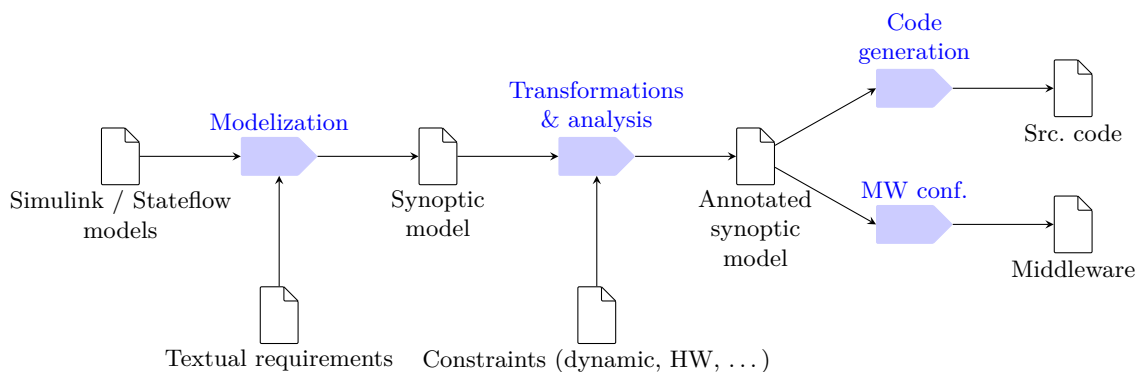 Code
generation
Transformations
& analysis
Modelization
Src. code
Simulink / Stateflow
models
Synoptic
model
Annotated
synoptic
model
MW conf.
Middleware
Textual requirements
Constraints (dynamic, HW, ...)